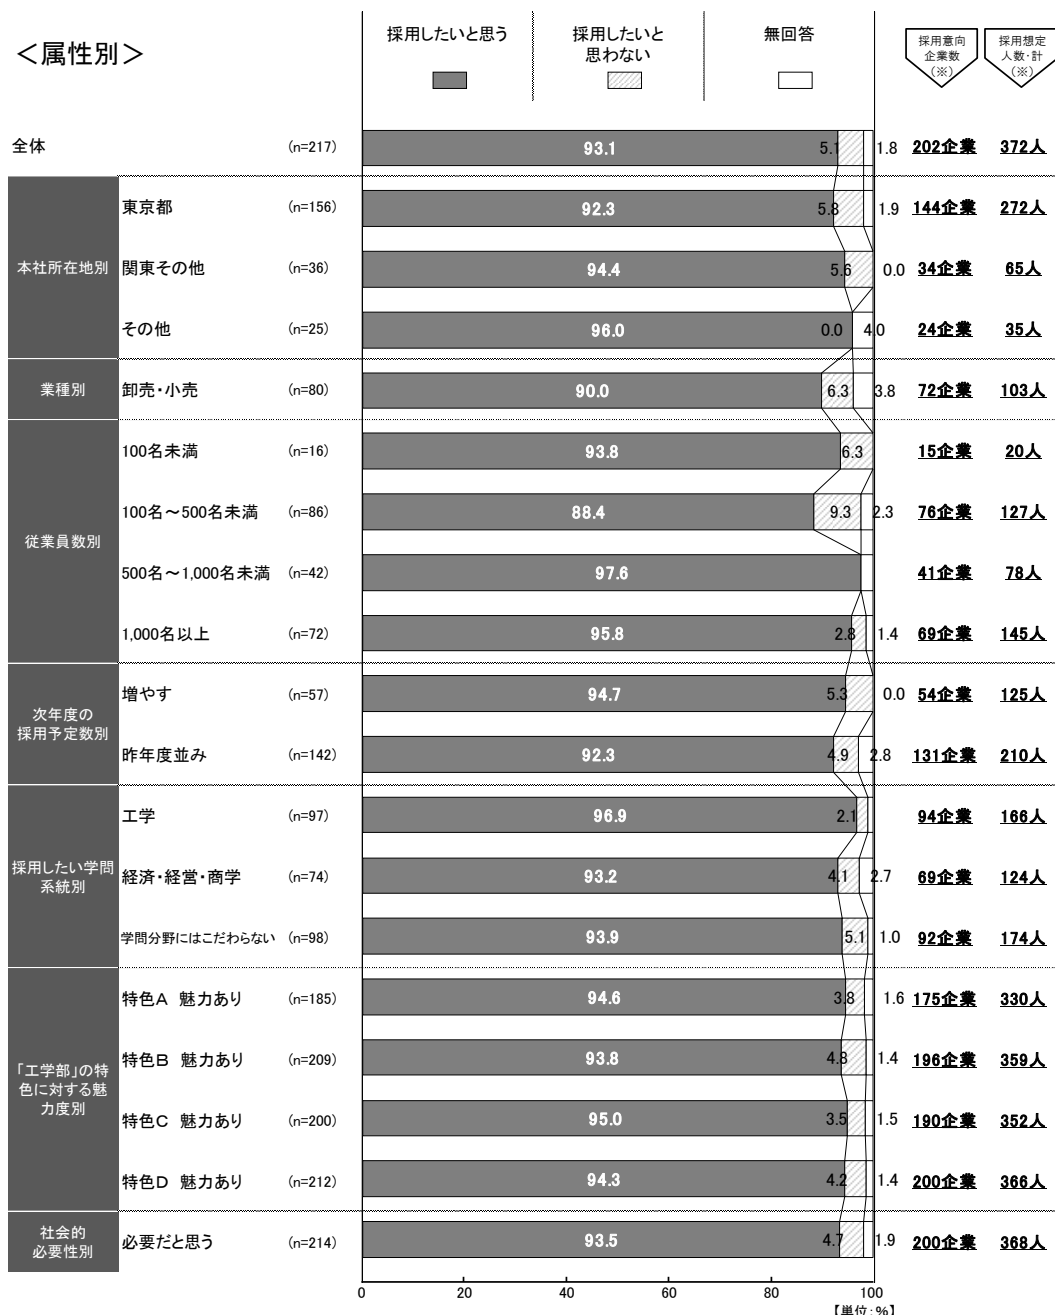 ＜属性別＞
採用したいと思う
採用したいと
思わない
無回答
採用意向
企業数
（※）
採用想定
人数・計
（※）
全体 (n=217) 93.1 5.1 1.8 202企業 372人
本社所在地別
東京都 (n=156) 92.3 5.8 1.9 144企業 272人
関東その他 (n=36) 94.4 5.6 0.0 34企業 65人
その他 (n=25) 96.0 0.0 4.0 24企業 35人
業種別
卸売・小売 (n=80) 90.0 6.3 3.8 72企業 103人
従業員数別
100名未満 (n=16) 93.8 6.3 15企業 20人
100名～500名未満 (n=86) 88.4 9.3 2.3 76企業 127人
500名～1,000名未満 (n=42) 97.6 41企業 78人
1,000名以上 (n=72) 95.8 2.8 1.4 69企業 145人
次年度の
採用予定数別
増やす (n=57) 94.7 5.3 0.0 54企業 125人
昨年度並み (n=142) 92.3 4.9 2.8 131企業 210人
採用したい学問
系統別
工学 (n=97) 96.9 2.1 94企業 166人
経済・経営・商学 (n=74) 93.2 4.1 2.7 69企業 124人
学問分野にはこだわらない (n=98) 93.9 5.1 1.0 92企業 174人
「工学部」の特
色に対する魅
力度別
特色A 魅力あり (n=185) 94.6 3.8 1.6 175企業 330人
特色B 魅力あり (n=209) 93.8 4.8 1.4 196企業 359人
特色C 魅力あり (n=200) 95.0 3.5 1.5 190企業 352人
特色D 魅力あり (n=212) 94.3 4.2 1.4 200企業 366人
社会的
必要性別
必要だと思う (n=214) 93.5 4.7 1.9 200企業 368人
0 20 40 60 80 100
【単位：%】